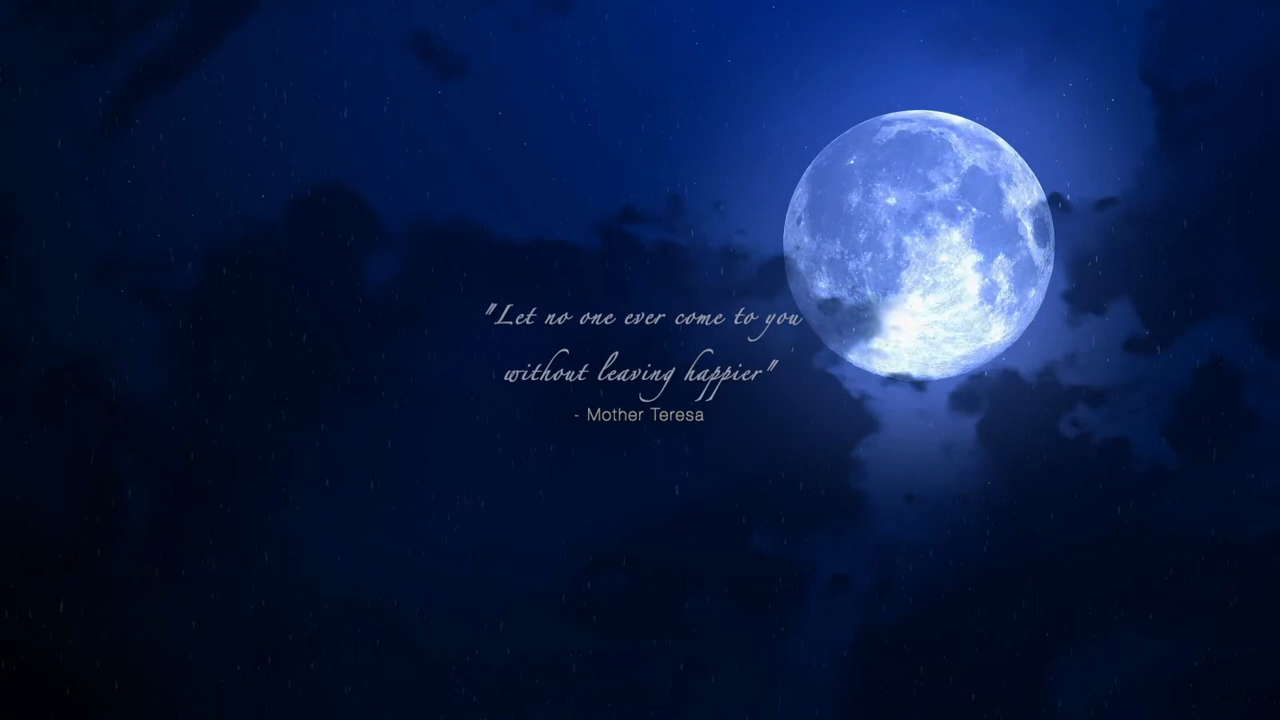 "Let no one ever come to you
without leaving happier"
- Mother Teresa